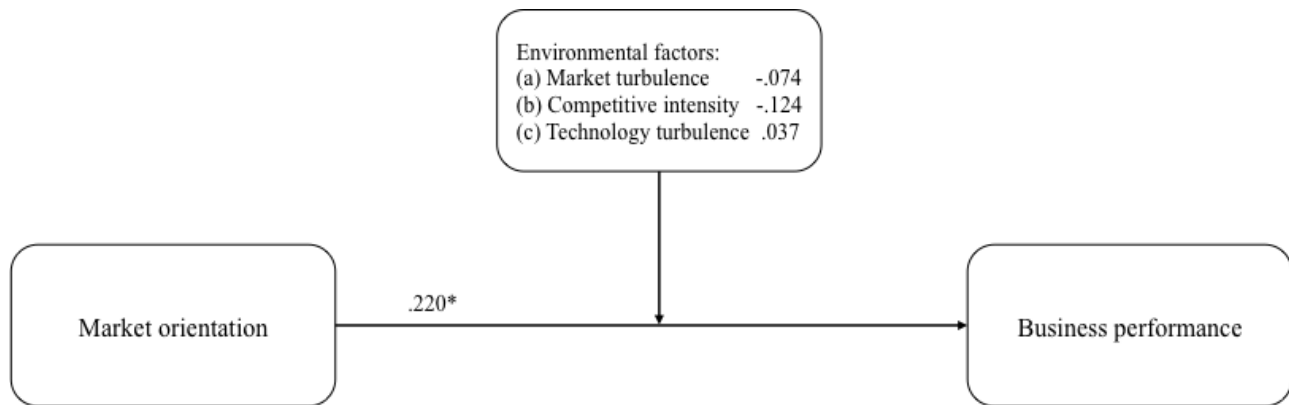 Environmental factors:
(a) Market turbulence -.074
(b) Competitive intensity -.124
(c) Technology turbulence .037
.220*
Market orientation
Business performance